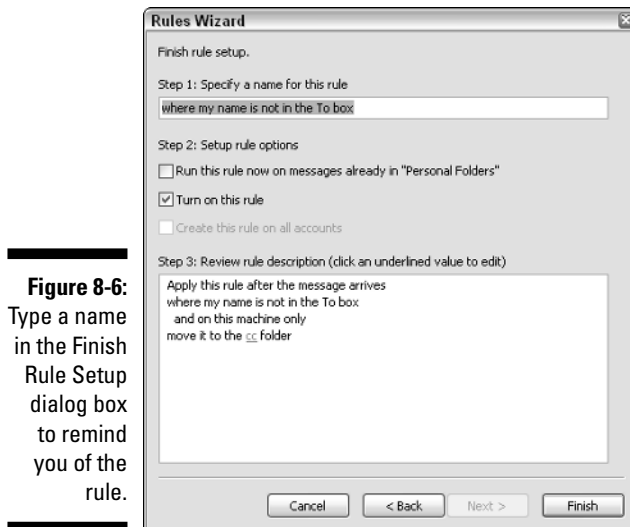 Rules Wizard
Finish rule setup.
Step 1: Specify a name for this rule
where my name is not in the To box
Step 2: Setup rule options
Run this rule now on messages already in "Personal Folders"
Turn on this rule
Create this rule on all accounts
Step 3: Review rule description (click an underlined value to edit)
Apply this rule after the message arrives
where my name is not in the To box
and on this machine only
move it to the cc folder
Cancel
< Back
Next >
Finish
Figure 8-6:
Type a name
in the Finish
Rule Setup
dialog box
to remind
you of the
rule.